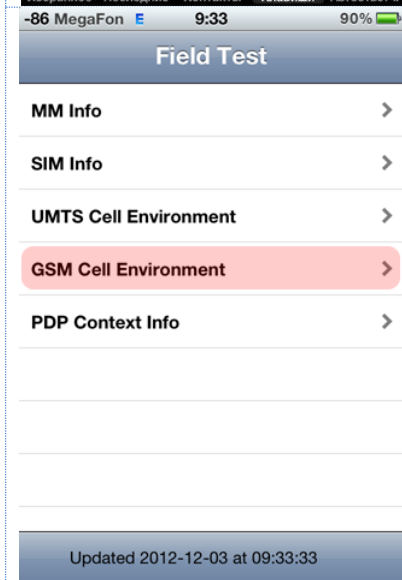 -86 MegaFon E 9:33 90%
Field Test
MM Info
SIM Info
UMTS Cell Environment
GSM Cell Environment
PDP Context Info
Updated 2012-12-03 at 09:33:33